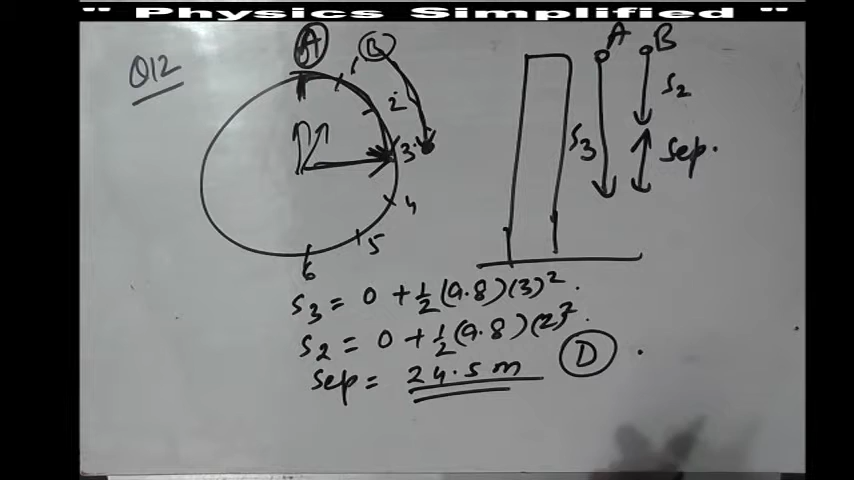 " Physics Simplified "
Q12
A
B
1
2
3
4
5
6
A
B
S2
S3
Sep.
S3 = 0 + 1/2 (9.8)(3)².
S2 = 0 + 1/2 (9.8)(2)².
Sep = 24.5 m
D